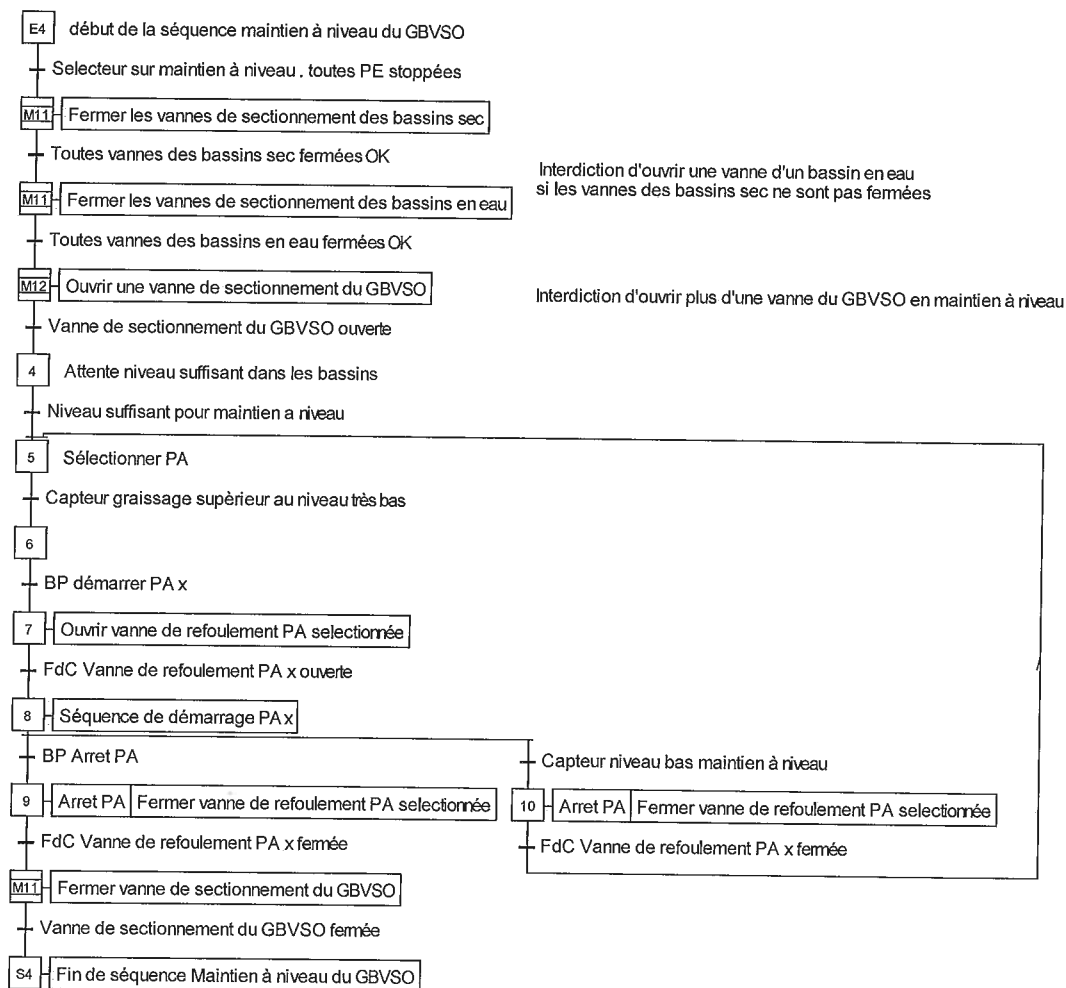 E4 début de la séquence maintien à niveau du GBVSO
Selecteur sur maintien à niveau . toutes PE stoppées
M11 Fermer les vannes de sectionnement des bassins sec
Toutes vannes des bassins sec fermées OK
Interdiction d'ouvrir une vanne d'un bassin en eau
si les vannes des bassins sec ne sont pas fermées
M11 Fermer les vannes de sectionnement des bassins en eau
Toutes vannes des bassins en eau fermées OK
M12 Ouvrir une vanne de sectionnement du GBVSO
Interdiction d'ouvrir plus d'une vanne du GBVSO en maintien à niveau
Vanne de sectionnement du GBVSO ouverte
4 Attente niveau suffisant dans les bassins
Niveau suffisant pour maintien a niveau
5 Sélectionner PA
Capteur graissage supèrieur au niveau très bas
6
BP démarrer PA x
7 Ouvrir vanne de refoulement PA selectionnée
FdC Vanne de refoulement PA x ouverte
8 Séquence de démarrage PA x
BP Arret PA
Capteur niveau bas maintien à niveau
9 Arret PA Fermer vanne de refoulement PA selectionnée
10 Arret PA Fermer vanne de refoulement PA selectionnée
FdC Vanne de refoulement PA x fermée
FdC Vanne de refoulement PA x fermée
M11 Fermer vanne de sectionnement du GBVSO
Vanne de sectionnement du GBVSO fermée
S4 Fin de séquence Maintien à niveau du GBVSO